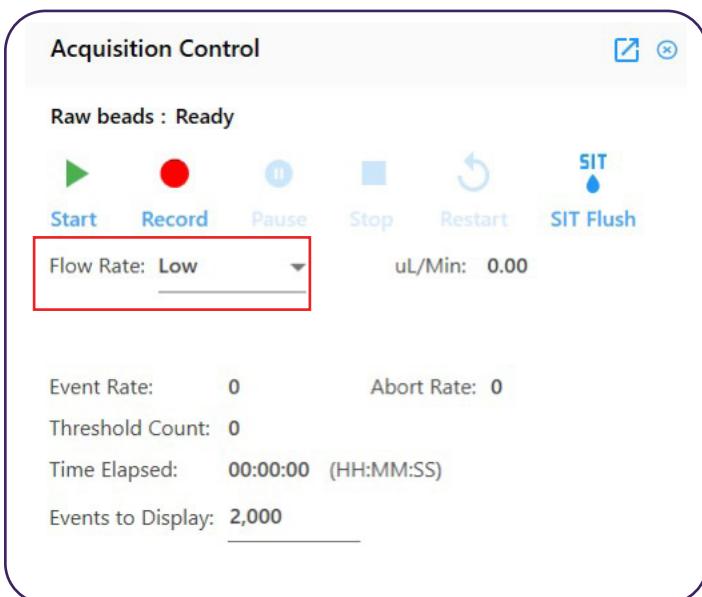 Acquisition Control
Raw beads : Ready
SIT
Start Record Pause Stop Restart SIT Flush
Flow Rate: Low uL/Min: 0.00
Event Rate: 0 Abort Rate: 0
Threshold Count: 0
Time Elapsed: 00:00:00 (HH:MM:SS)
Events to Display: 2,000